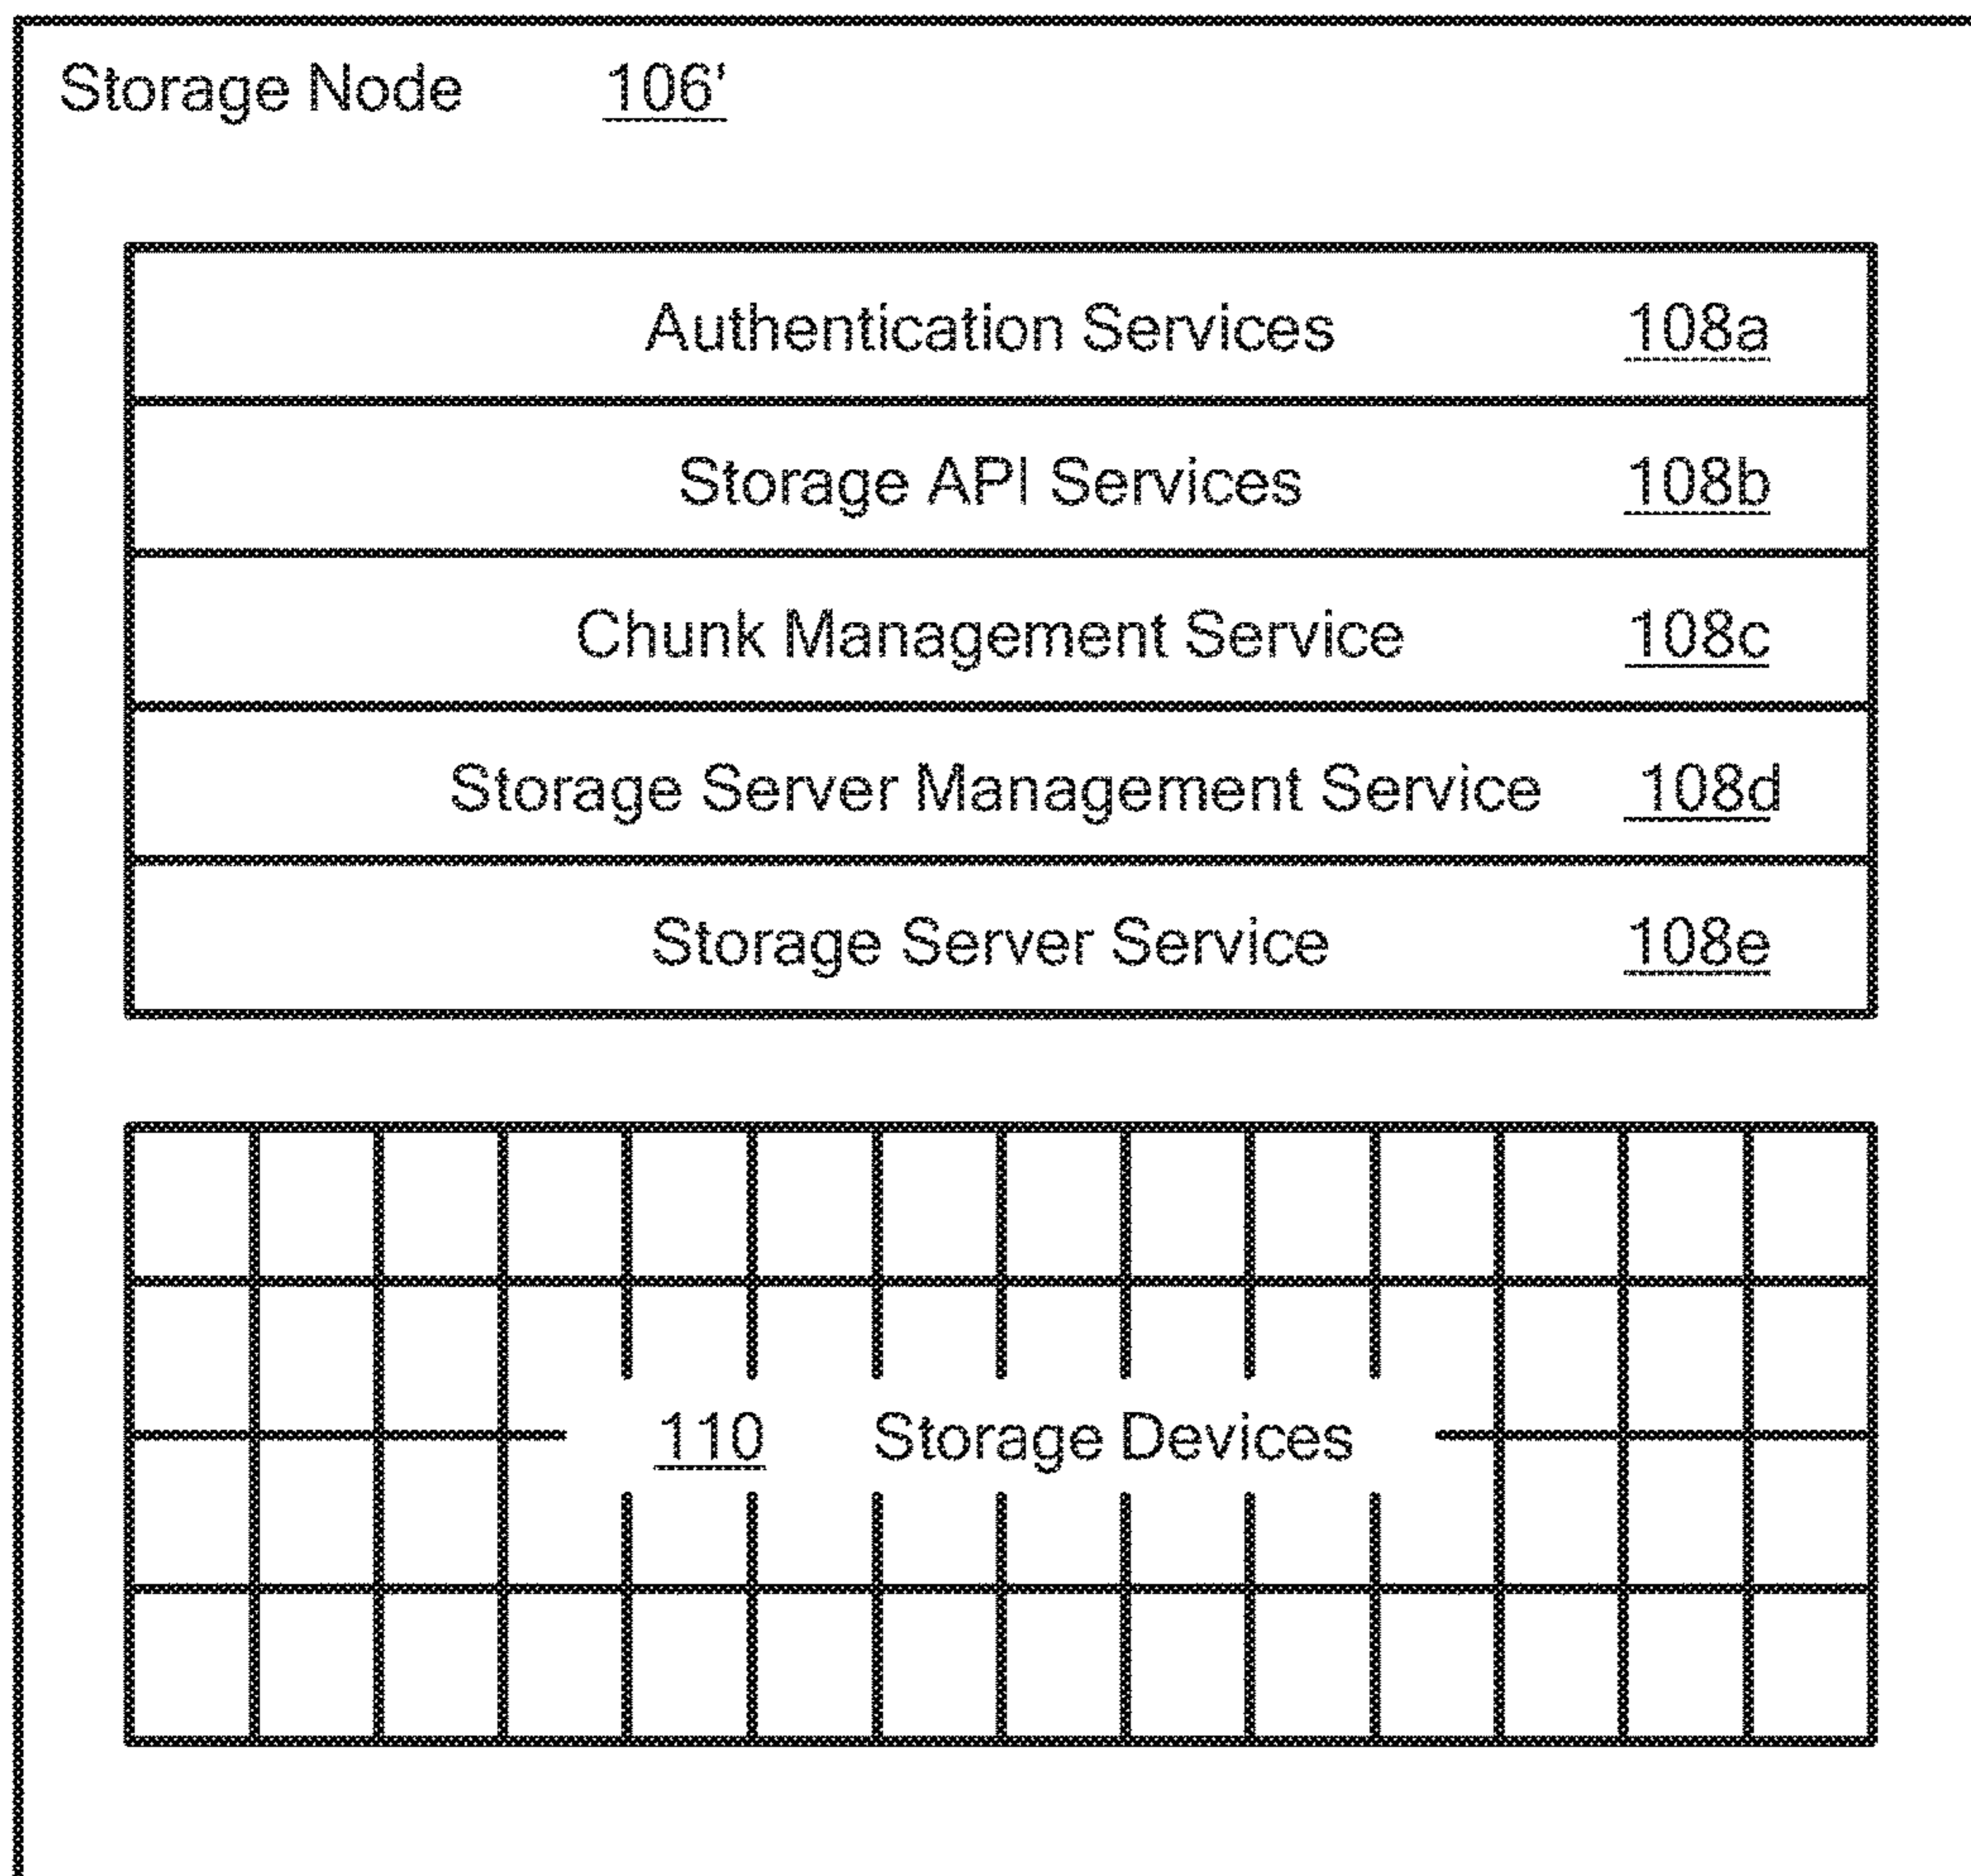 Storage Node 106'
Authentication Services 108a
Storage API Services 108b
Chunk Management Service 108c
Storage Server Management Service 108d
Storage Server Service 108e
110 Storage Devices